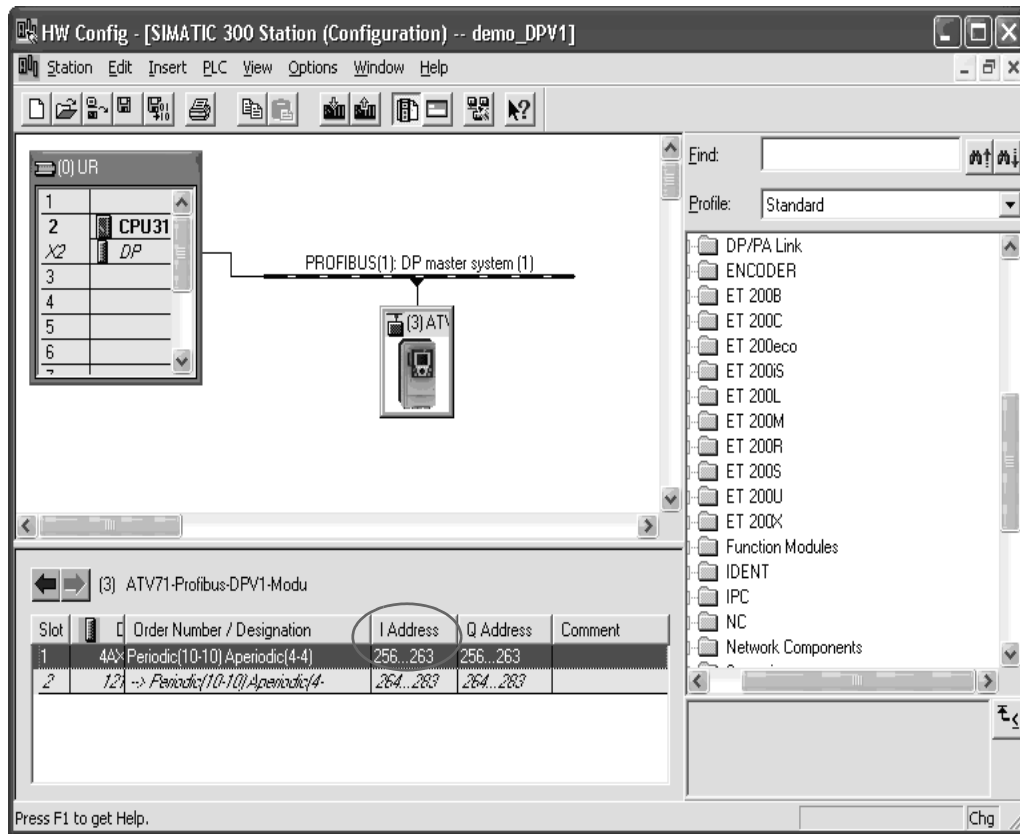 HW Config - [SIMATIC 300 Station (Configuration) -- demo_DPV1]
Station Edit Insert PLC View Options Window Help
(0) UR
1
2 CPU31
X2 DP
3
4
5
6
PROFIBUS(1): DP master system (1)
(3) ATV
Find:
Profile: Standard
DP/PA Link
ENCODER
ET 200B
ET 200C
ET 200eco
ET 200iS
ET 200L
ET 200M
ET 200R
ET 200S
ET 200U
ET 200X
Function Modules
IDENT
IPC
NC
Network Components
(3) ATV71-Profibus-DPV1-Modu
Slot D Order Number / Designation I Address Q Address Comment
1 4AX Periodic(10-10) Aperiodic(4-4) 256...263 256...263
2 127 --> Periodic(10-10) Aperiodic(4- 264...283 264...283
Press F1 to get Help.
Chg